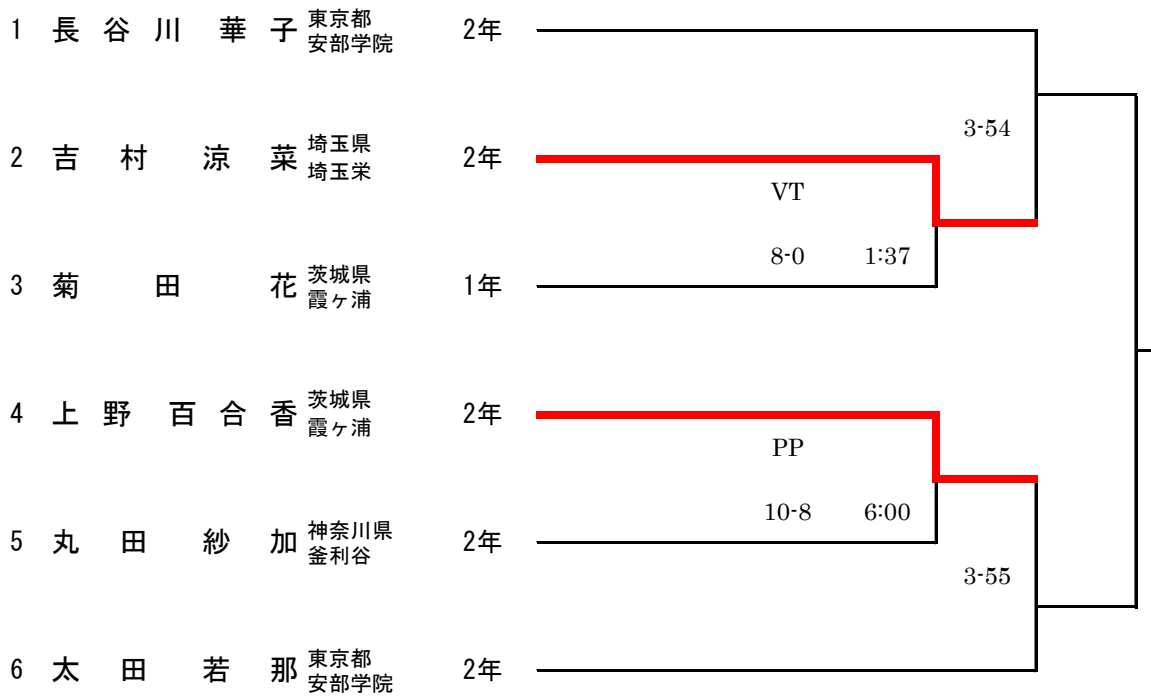 1 長谷川 華子 東京都 安部学院 2年
3-54
2 吉村 涼菜 埼玉県 埼玉栄 2年
VT
8-0 1:37
3 菊田 花 茨城県 霞ヶ浦 1年
4 上野 百合香 茨城県 霞ヶ浦 2年
PP
10-8 6:00
5 丸田 紗加 神奈川県 釜利谷 2年
3-55
6 太田 若那 東京都 安部学院 2年